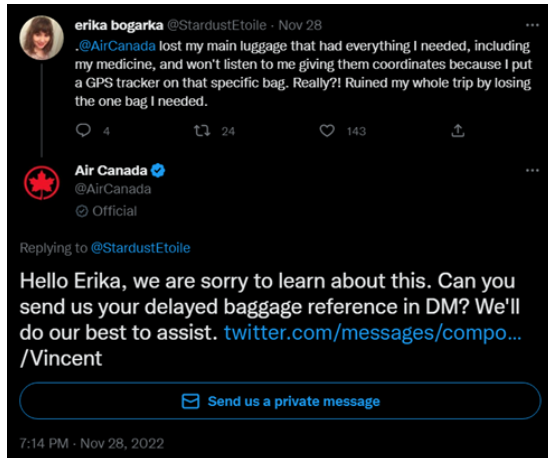 erika bogarka @StardustEtoile · Nov 28
.@AirCanada lost my main luggage that had everything I needed, including
my medicine, and won't listen to me giving them coordinates because I put
a GPS tracker on that specific bag. Really?! Ruined my whole trip by losing
the one bag I needed.
4 24 143
Air Canada
@AirCanada
Official
Replying to @StardustEtoile
Hello Erika, we are sorry to learn about this. Can you
send us your delayed baggage reference in DM? We'll
do our best to assist. twitter.com/messages/compo...
/Vincent
Send us a private message
7:14 PM · Nov 28, 2022